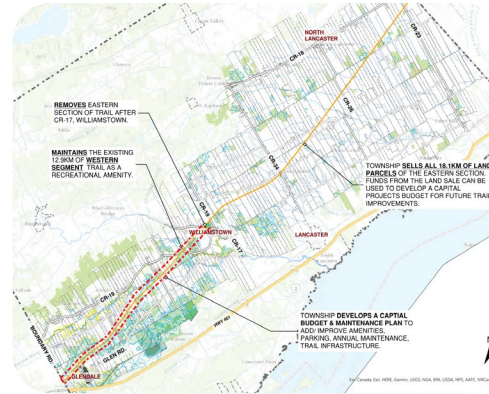 NORTH
LANCASTER
CR-23
CR-18
REMOVES EASTERN
SECTION OF TRAIL AFTER
CR-17, WILLIAMSTOWN.
CR-26
MAINTAINS THE EXISTING
12.9KM OF WESTERN
SEGMENT TRAIL AS A
RECREATIONAL AMENITY.
CR-34
TOWNSHIP SELLS ALL 18.1KM OF LAND
PARCELS OF THE EASTERN SECTION.
FUNDS FROM THE LAND SALE CAN BE
USED TO DEVELOP A CAPITAL
PROJECTS BUDGET FOR FUTURE TRAIL
IMPROVEMENTS.
CR-19
WILLIAMSTOWN
LANCASTER
CR-17
CR-19
BOUNDARY RD.
HWY 401
GLEN RD.
GLENDALE
TOWNSHIP DEVELOPS A CAPTIAL
BUDGET & MAINTENANCE PLAN TO
ADD/ IMPROVE AMENITIES,
PARKING, ANNUAL MAINTENANCE,
TRAIL INFRASTRUCTURE.
Esri Canada, Esri, HERE, Garmin, USGS, NGA, EPA, USDA, NPS, AAFC, NRCan